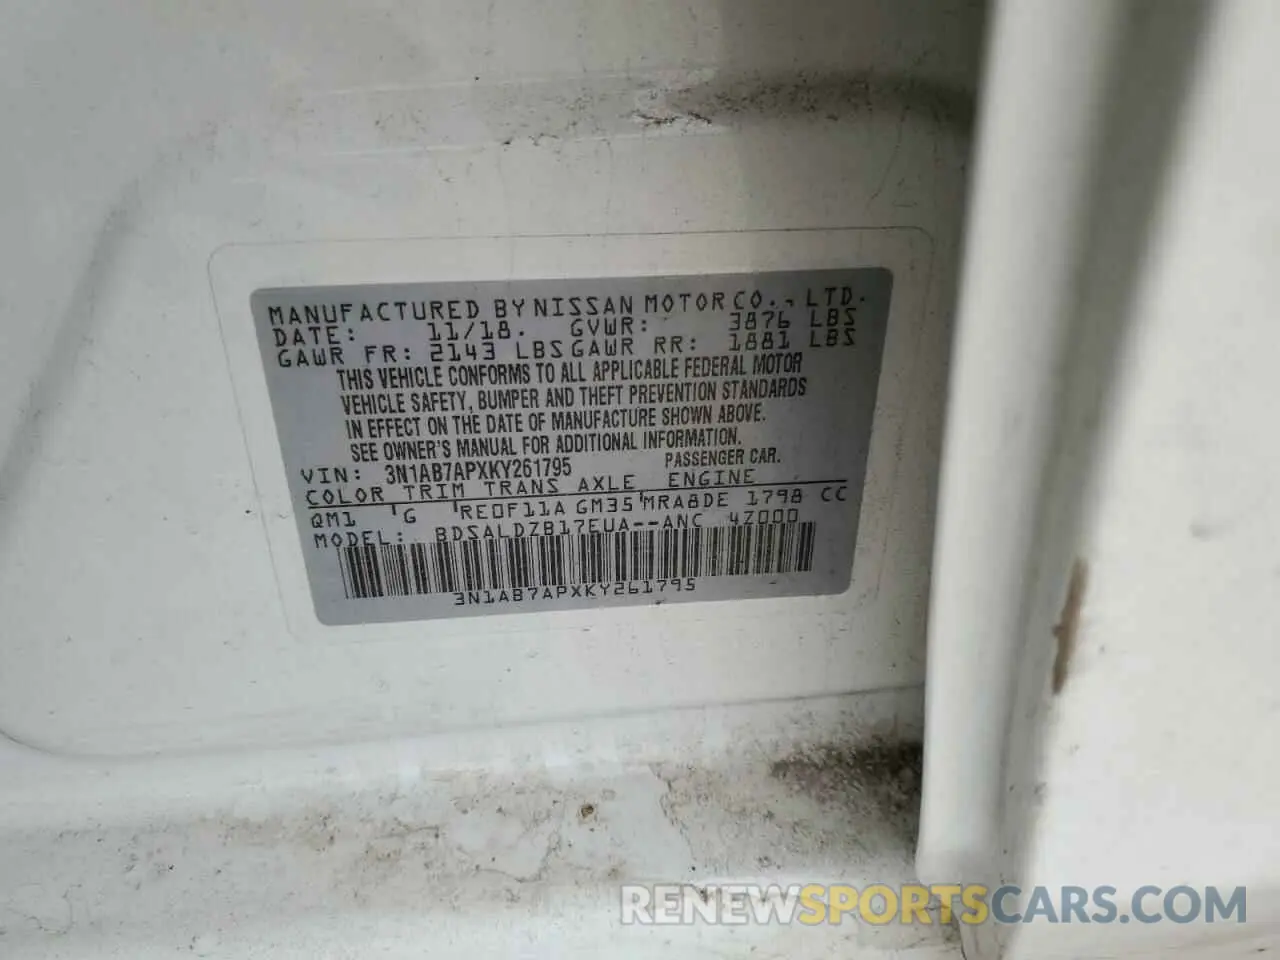 MANUFACTURED BY NISSAN MOTOR CO., LTD.
DATE: 11/18. GVWR: 3876 LBS
GAWR FR: 2143 LBS GAWR RR: 1881 LBS
THIS VEHICLE CONFORMS TO ALL APPLICABLE FEDERAL MOTOR
VEHICLE SAFETY, BUMPER AND THEFT PREVENTION STANDARDS
IN EFFECT ON THE DATE OF MANUFACTURE SHOWN ABOVE.
SEE OWNER'S MANUAL FOR ADDITIONAL INFORMATION.
VIN: 3N1AB7APXKY261795 PASSENGER CAR.
COLOR TRIM TRANS AXLE ENGINE
QM1 G RE0F11A GM35 MRA8DE 1798 CC
MODEL: BDSALDZB17EUA--ANC 4Z000
3N1AB7APXKY261795
RENEWSPORTSCARS.COM